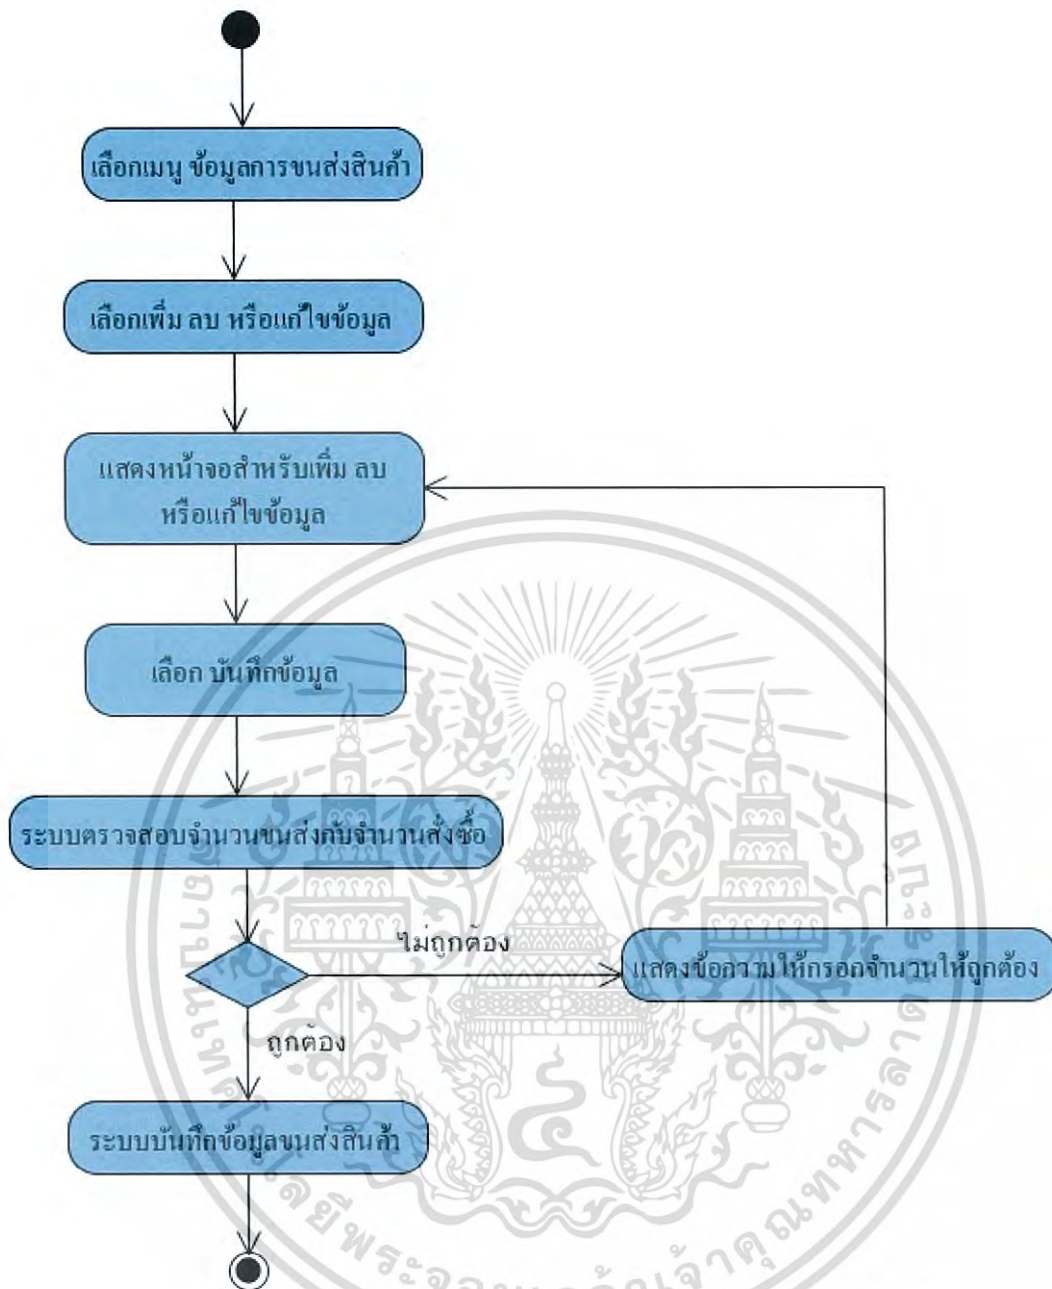 เลือกเมนู ข้อมูลการขนส่งสินค้า
เลือกเพิ่ม ลบ หรือแก้ไขข้อมูล
แสดงหน้าจอสำหรับเพิ่ม ลบ
หรือแก้ไขข้อมูล
เลือก บันทึกข้อมูล
ระบบตรวจสอบจำนวนขนส่งกับจำนวนสั่งซื้อ
ไม่ถูกต้อง
แสดงข้อความให้กรอกจำนวนให้ถูกต้อง
ถูกต้อง
ระบบบันทึกข้อมูลขนส่งสินค้า